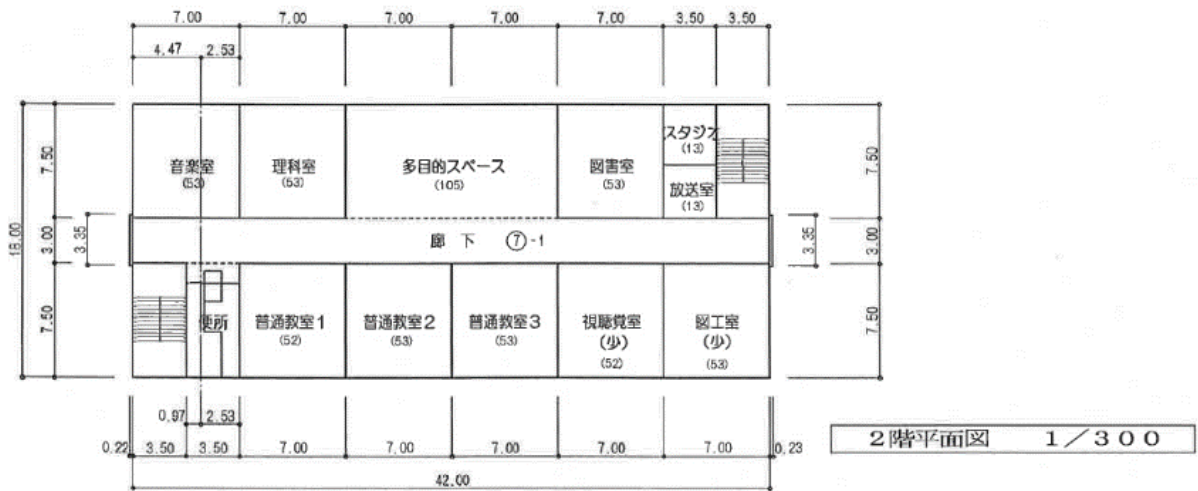 7.00 7.00 7.00 7.00 7.00 3.50 3.50
4.47 2.53
18.00
7.50 3.00 7.50
3.35
音楽室
(53)
理科室
(53)
多目的スペース
(105)
図書室
(53)
スタジオ
(13)
放送室
(13)
廊下 ⑦-1
便所
普通教室1
(52)
普通教室2
(53)
普通教室3
(53)
視聴覚室
(少)
(52)
図工室
(少)
(53)
3.35
7.50 3.00 7.50
0.97 2.53
0.22 3.50 3.50 7.00 7.00 7.00 7.00 7.00 0.23
42.00
2階平面図 1/300